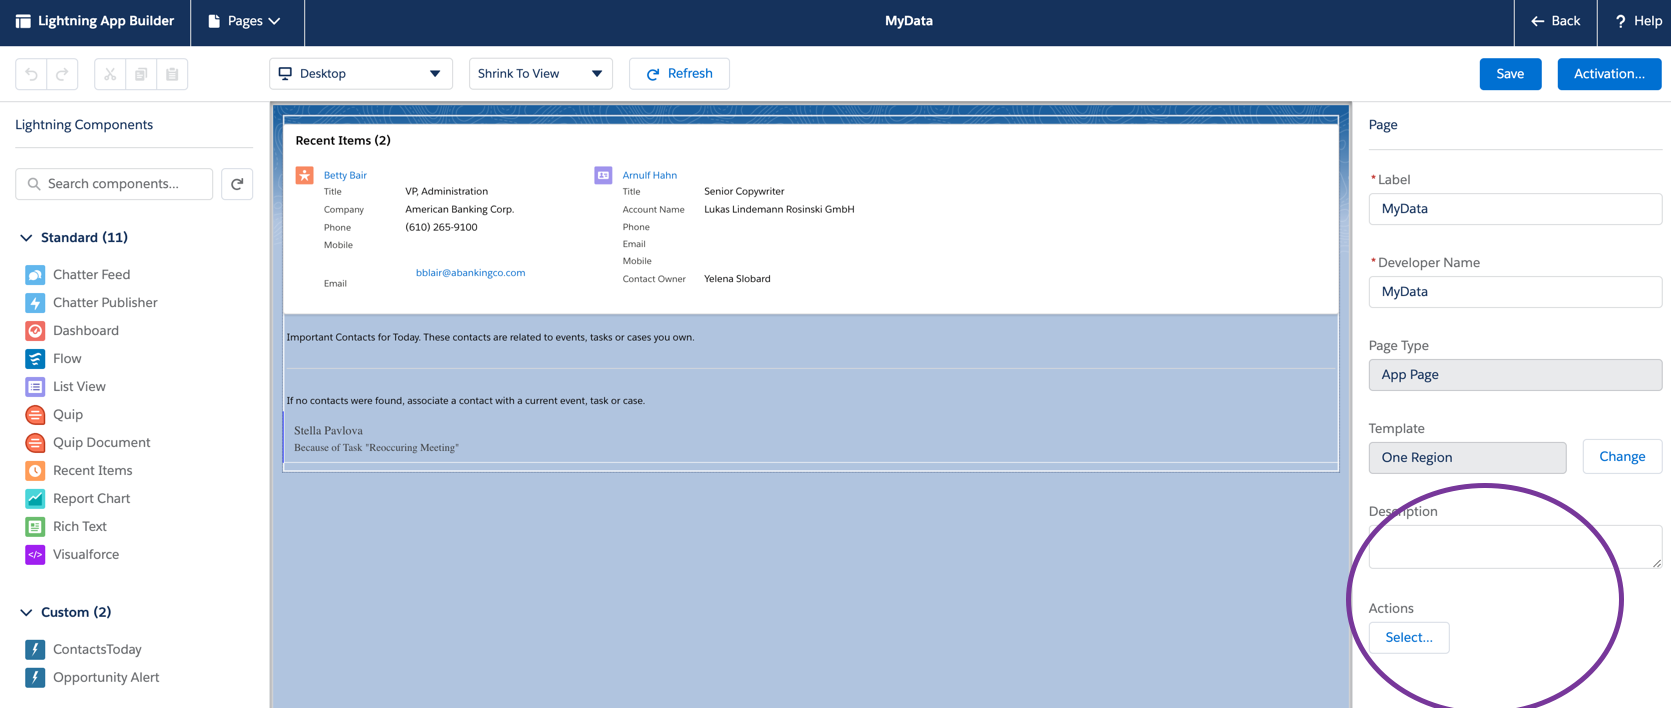 Lightning App Builder
Pages
MyData
Back
? Help
Desktop
Shrink To View
Refresh
Save
Activation...
Lightning Components
Search components...
Standard (11)
Chatter Feed
Chatter Publisher
Dashboard
Flow
List View
Quip
Quip Document
Recent Items
Report Chart
Rich Text
Visualforce
Custom (2)
ContactsToday
Opportunity Alert
Recent Items (2)
Betty Bair
Title VP, Administration
Company American Banking Corp.
Phone (610) 265-9100
Mobile
bblair@abankingco.com
Email
Arnulf Hahn
Title Senior Copywriter
Account Name Lukas Lindemann Rosinski GmbH
Phone
Email
Mobile
Contact Owner Yelena Slobard
Important Contacts for Today. These contacts are related to events, tasks or cases you own.
If no contacts were found, associate a contact with a current event, task or case.
Stella Pavlova
Because of Task "Reoccuring Meeting"
Page
*Label
MyData
*Developer Name
MyData
Page Type
App Page
Template
One Region
Change
Description
Actions
Select...